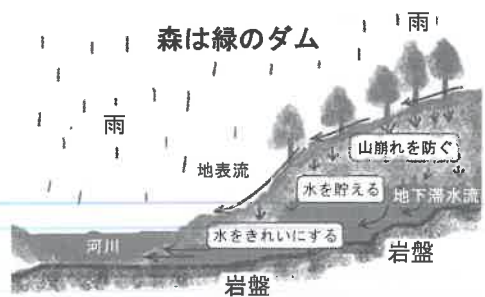 森は緑のダム
雨
雨
地表流
山崩れを防ぐ
水を貯える
地下滞水流
水をきれいにする
河川
岩盤
岩盤